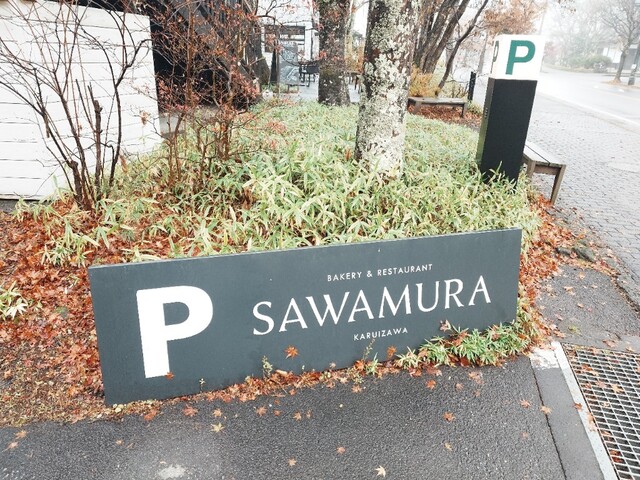 P
P
BAKERY & RESTAURANT
P
SAWAMURA
KARUIZAWA